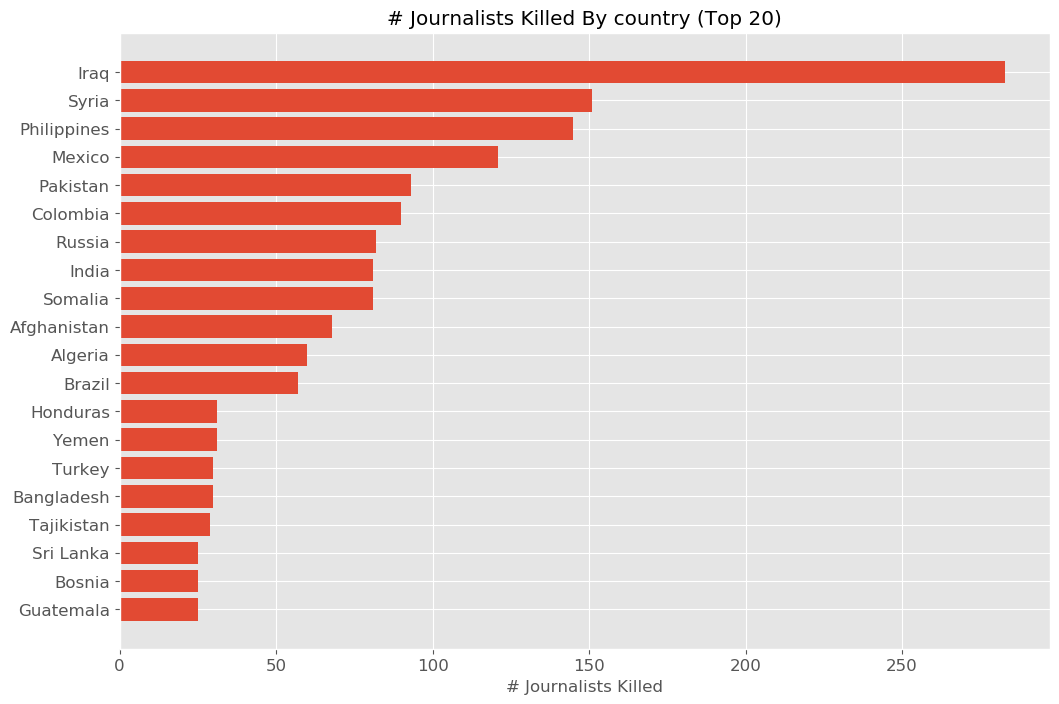 # Journalists Killed By country (Top 20)
Iraq
Syria
Philippines
Mexico
Pakistan
Colombia
Russia
India
Somalia
Afghanistan
Algeria
Brazil
Honduras
Yemen
Turkey
Bangladesh
Tajikistan
Sri Lanka
Bosnia
Guatemala
0 50 100 150 200 250
# Journalists Killed